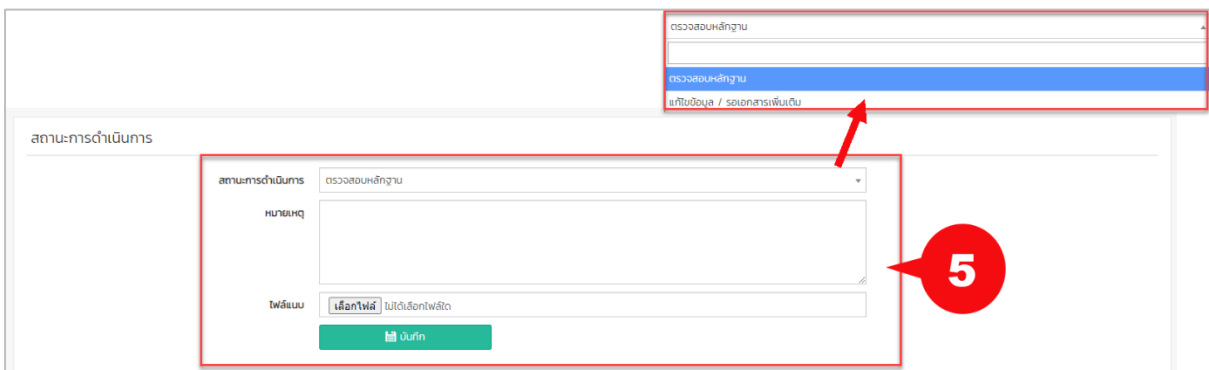 ตรวจสอบหลักฐาน
ตรวจสอบหลักฐาน
แก้ไขข้อมูล / รอเอกสารเพิ่มเติม
สถานะการดำเนินการ
สถานะการดำเนินการ ตรวจสอบหลักฐาน
หมายเหตุ
5
ไฟล์แนบ เลือกไฟล์ ไม่ได้เลือกไฟล์ใด
บันทึก